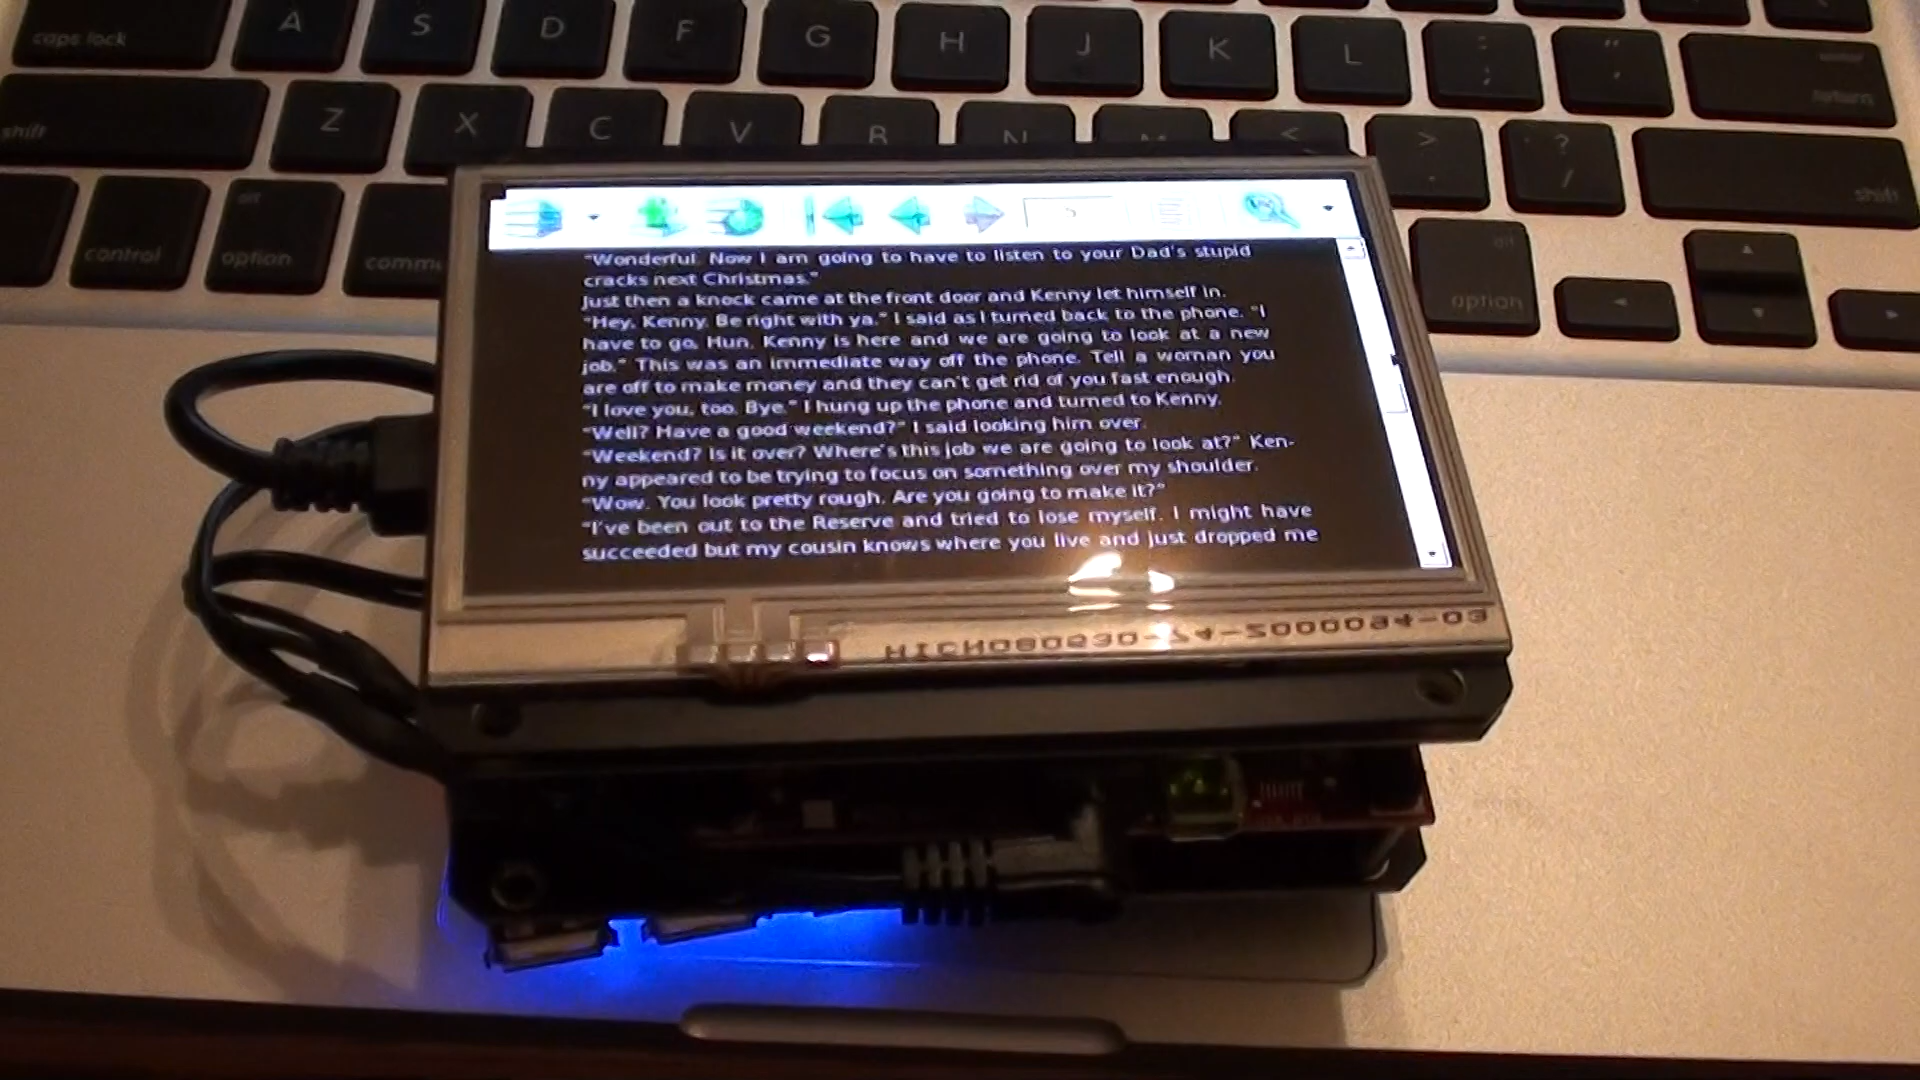 caps lock A S D F G H J K L : ; " '
return
shift Z X C V B N M < > . ? / shift
control alt option alt option
"Wonderful. Now I am going to have to listen to your Dad's stupid
cracks next Christmas."
Just then a knock came at the front door and Kenny let himself in.
"Hey, Kenny. Be right with ya." I said as I turned back to the phone. "I
have to go, Hun. Kenny is here and we are going to look at a new
job." This was an immediate way off the phone. Tell a woman you
are off to make money and they can't get rid of you fast enough.
"I love you, too. Bye." I hung up the phone and turned to Kenny.
"Well? Have a good weekend?" I said looking him over.
"Weekend? Is it over? Where's this job we are going to look at?" Ken-
ny appeared to be trying to focus on something over my shoulder.
"Wow. You look pretty rough. Are you going to make it?"
"I've been out to the Reserve and tried to lose myself. I might have
succeeded but my cousin knows where you live and just dropped me